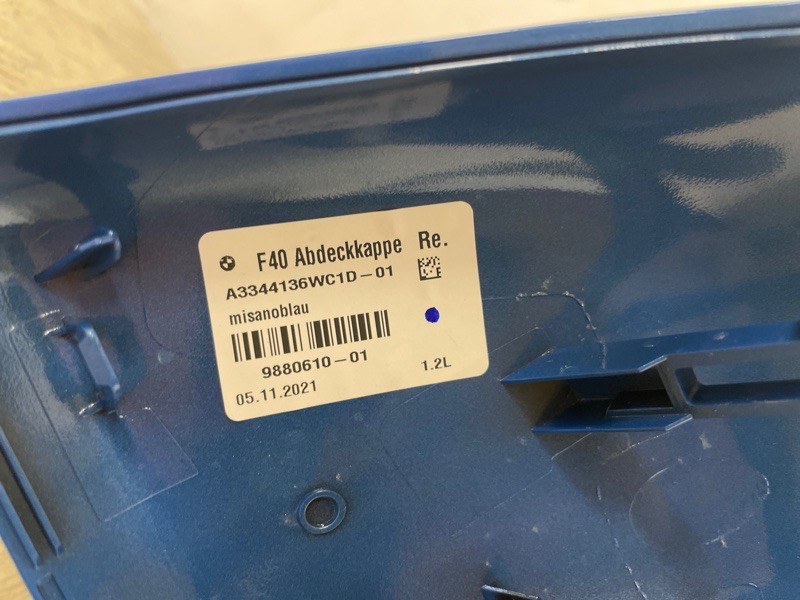 F40 Abdeckkappe Re.
A3344136WC1D-01
misanoblau
9880610-01
05.11.2021 1.2L